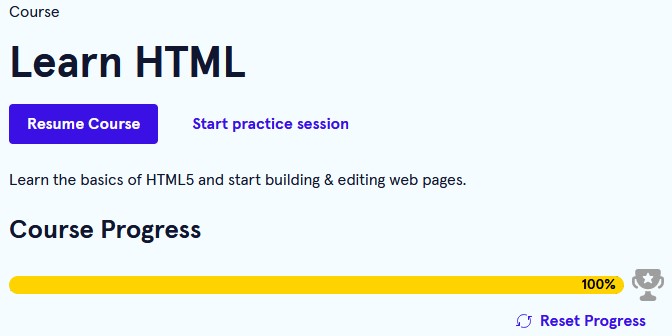 Course
Learn HTML
Resume Course
Start practice session
Learn the basics of HTML5 and start building & editing web pages.
Course Progress
100%
Reset Progress